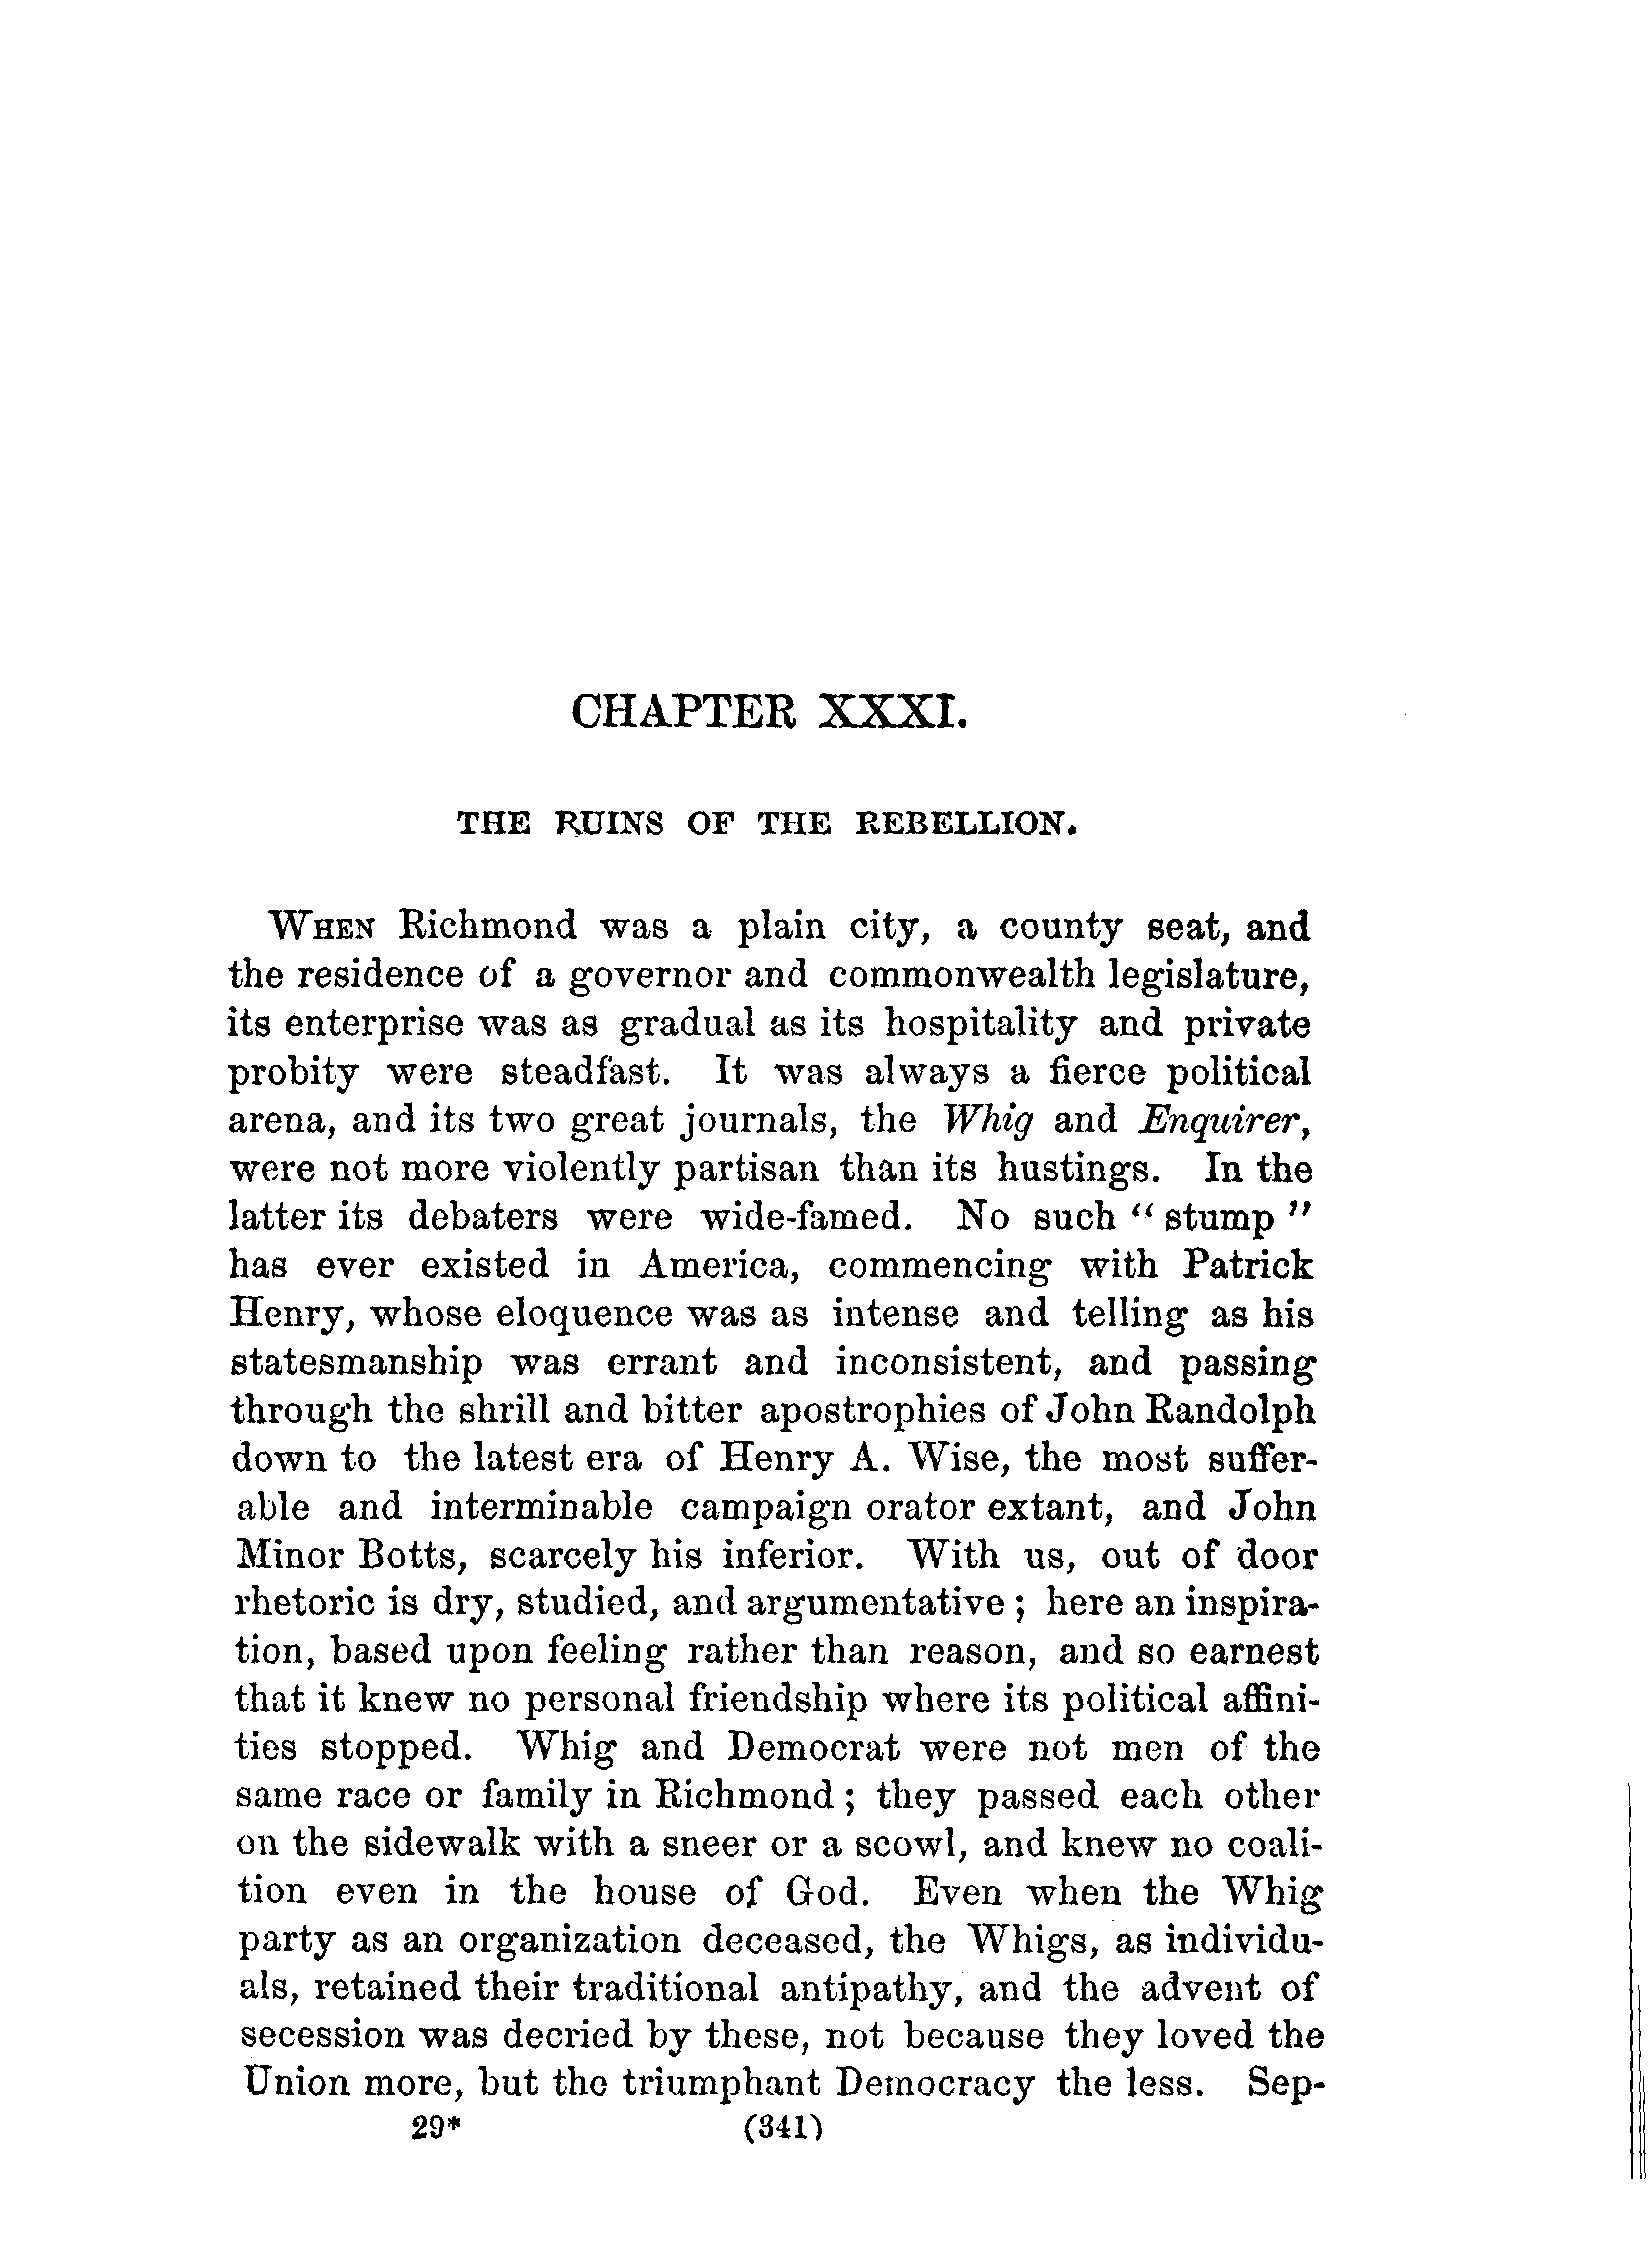 CHAPTER XXXI.
THE RUINS OF THE REBELLION.
WHEN Richmond was a plain city, a county seat, and
the residence of a governor and commonwealth legislature,
its enterprise was as gradual as its hospitality and private
probity were steadfast. It was always a fierce political
arena, and its two great journals, the Whig and Enquirer,
were not more violently partisan than its hustings. In the
latter its debaters were wide-famed. No such “ stump ”
has ever existed in America, commencing with Patrick
Henry, whose eloquence was as intense and telling as his
statesmanship was errant and inconsistent, and passing
through the shrill and bitter apostrophies of John Randolph
down to the latest era of Henry A. Wise, the most suffer-
able and interminable campaign orator extant, and John
Minor Botts, scarcely his inferior. With us, out of door
rhetoric is dry, studied, and argumentative ; here an inspira-
tion, based upon feeling rather than reason, and so earnest
that it knew no personal friendship where its political affini-
ties stopped. Whig and Democrat were not men of the
same race or family in Richmond ; they passed each other
on the sidewalk with a sneer or a scowl, and knew no coali-
tion even in the house of God. Even when the Whig
party as an organization deceased, the Whigs, as individu-
als, retained their traditional antipathy, and the advent of
secession was decried by these, not because they loved the
Union more, but the triumphant Democracy the less. Sep-
29* (341)